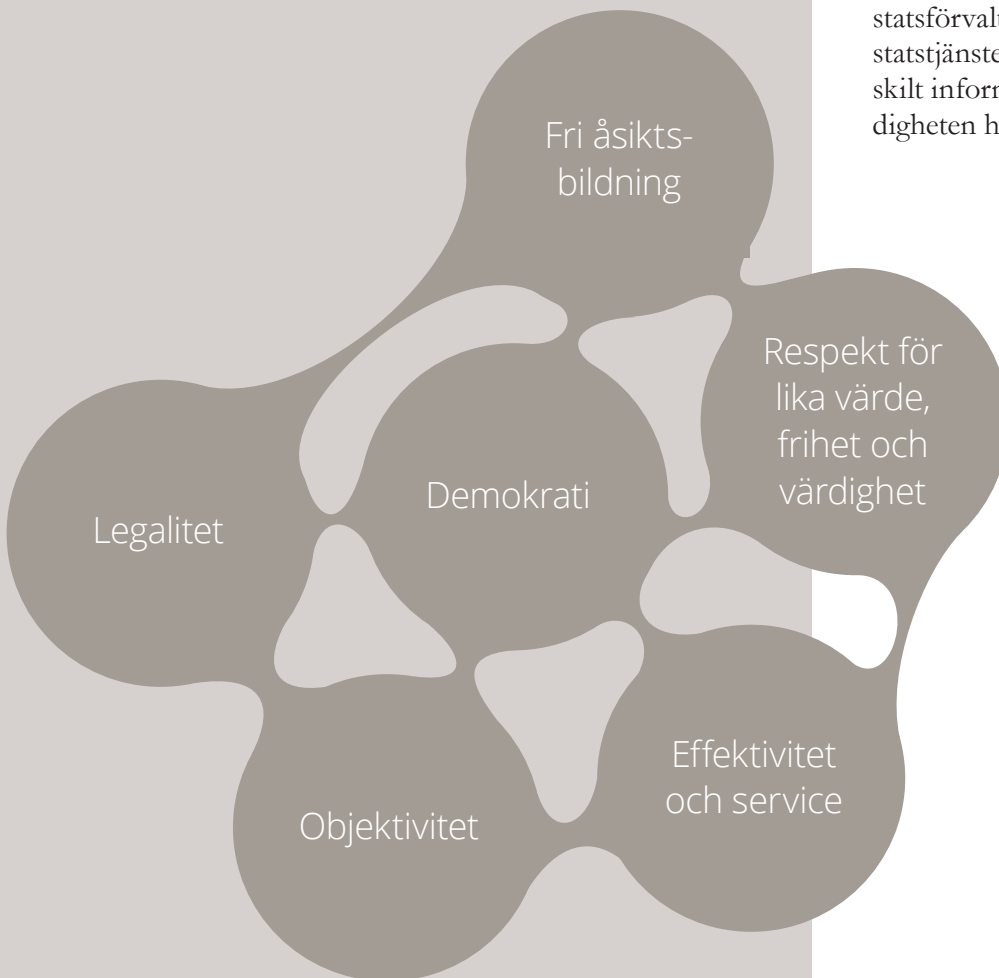 statsförvalt
statstjänste
skilt inforr
digheten h
Fri åsikts-
bildning
Respekt för
lika värde,
frihet och
värdighet
Demokrati
Legalitet
Effektivitet
och service
Objektivitet